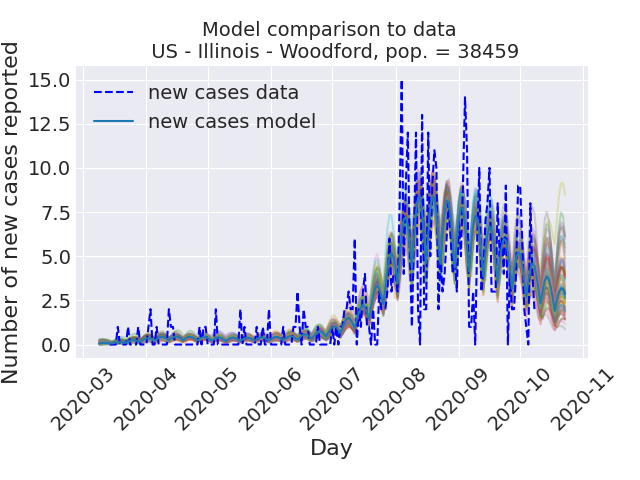 Model comparison to data
US - Illinois - Woodford, pop. = 38459
Number of new cases reported
15.0
12.5
10.0
7.5
5.0
2.5
0.0
new cases data
new cases model
2020-03
2020-04
2020-05
2020-06
2020-07
2020-08
2020-09
2020-10
2020-11
Day